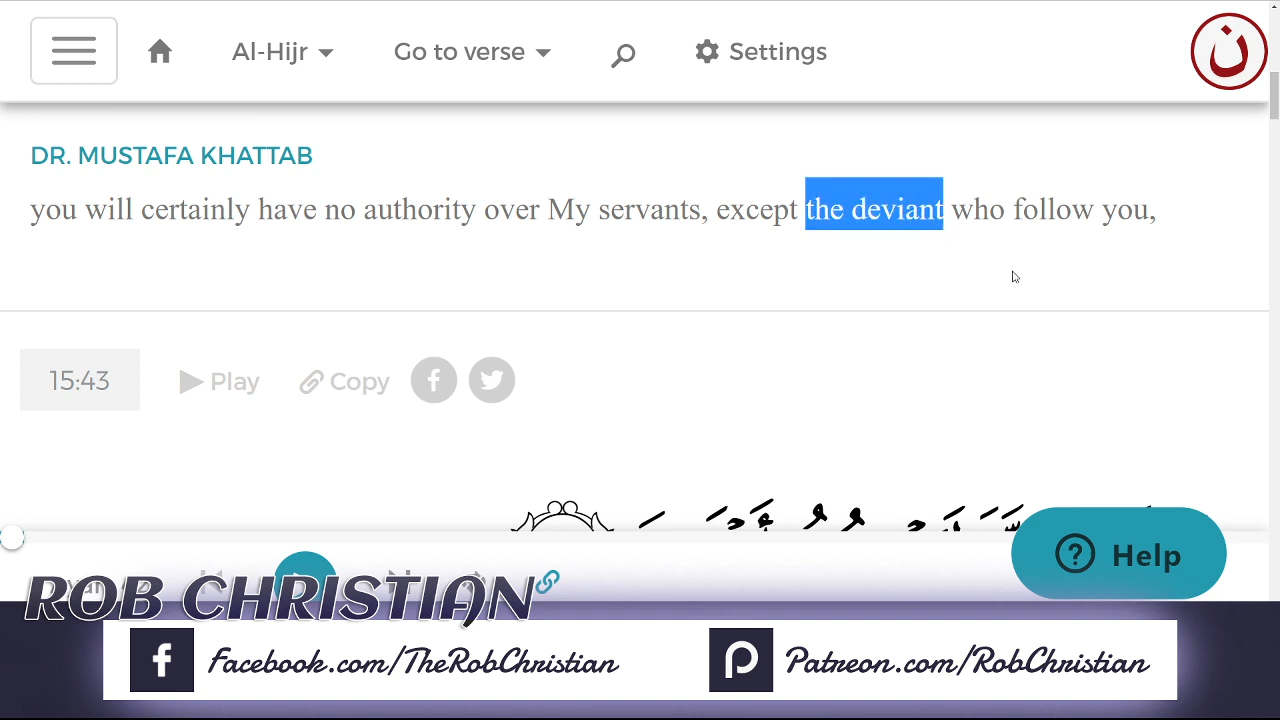 Al-Hijr
Go to verse
Settings
ن
DR. MUSTAFA KHATTAB
you will certainly have no authority over My servants, except the deviant who follow you,
15:43
Play
Copy
Help
ROB CHRISTIAN
Facebook.com/TheRobChristian
Patreon.com/RobChristian